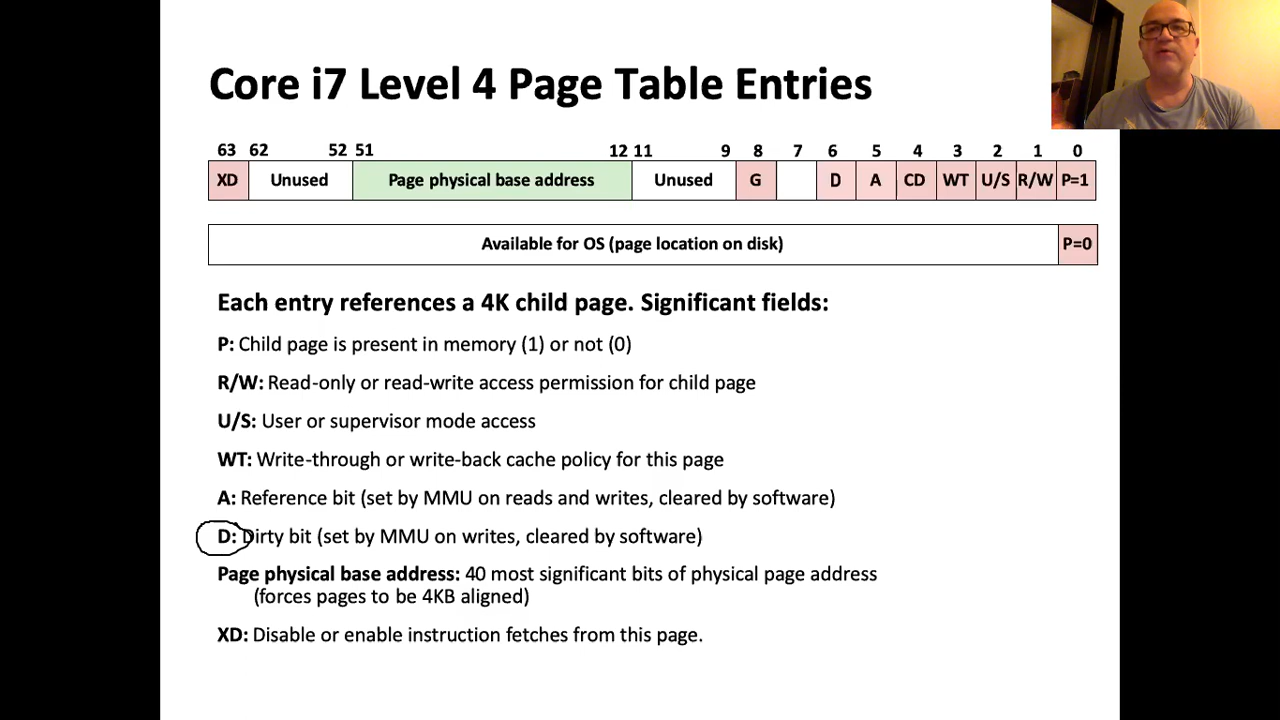 Core i7 Level 4 Page Table Entries
63 62 52 51 12 11 9 8 7 6 5 4 3 2 1 0
XD Unused Page physical base address Unused G D A CD WT U/S R/W P=1
Available for OS (page location on disk) P=0
Each entry references a 4K child page. Significant fields:
P: Child page is present in memory (1) or not (0)
R/W: Read-only or read-write access permission for child page
U/S: User or supervisor mode access
WT: Write-through or write-back cache policy for this page
A: Reference bit (set by MMU on reads and writes, cleared by software)
D: Dirty bit (set by MMU on writes, cleared by software)
Page physical base address: 40 most significant bits of physical page address
(forces pages to be 4KB aligned)
XD: Disable or enable instruction fetches from this page.